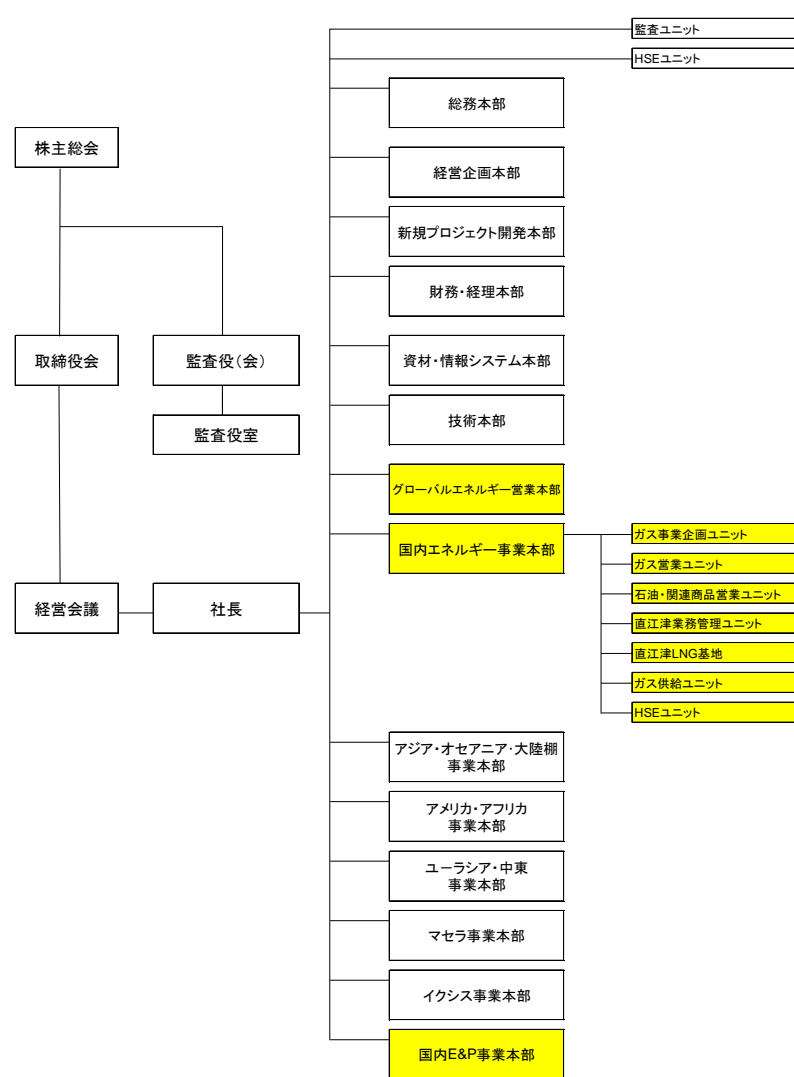 監査ユニット
HSEユニット
総務本部
株主総会
経営企画本部
新規プロジェクト開発本部
財務・経理本部
取締役会
監査役(会)
資材・情報システム本部
監査役室
技術本部
グローバルエネルギー営業本部
国内エネルギー事業本部
ガス事業企画ユニット
ガス営業ユニット
石油・関連商品営業ユニット
直江津業務管理ユニット
直江津LNG基地
ガス供給ユニット
HSEユニット
経営会議
社長
アジア・オセアニア・大陸棚
事業本部
アメリカ・アフリカ
事業本部
ユーラシア・中東
事業本部
マセラ事業本部
イクシス事業本部
国内E&P事業本部